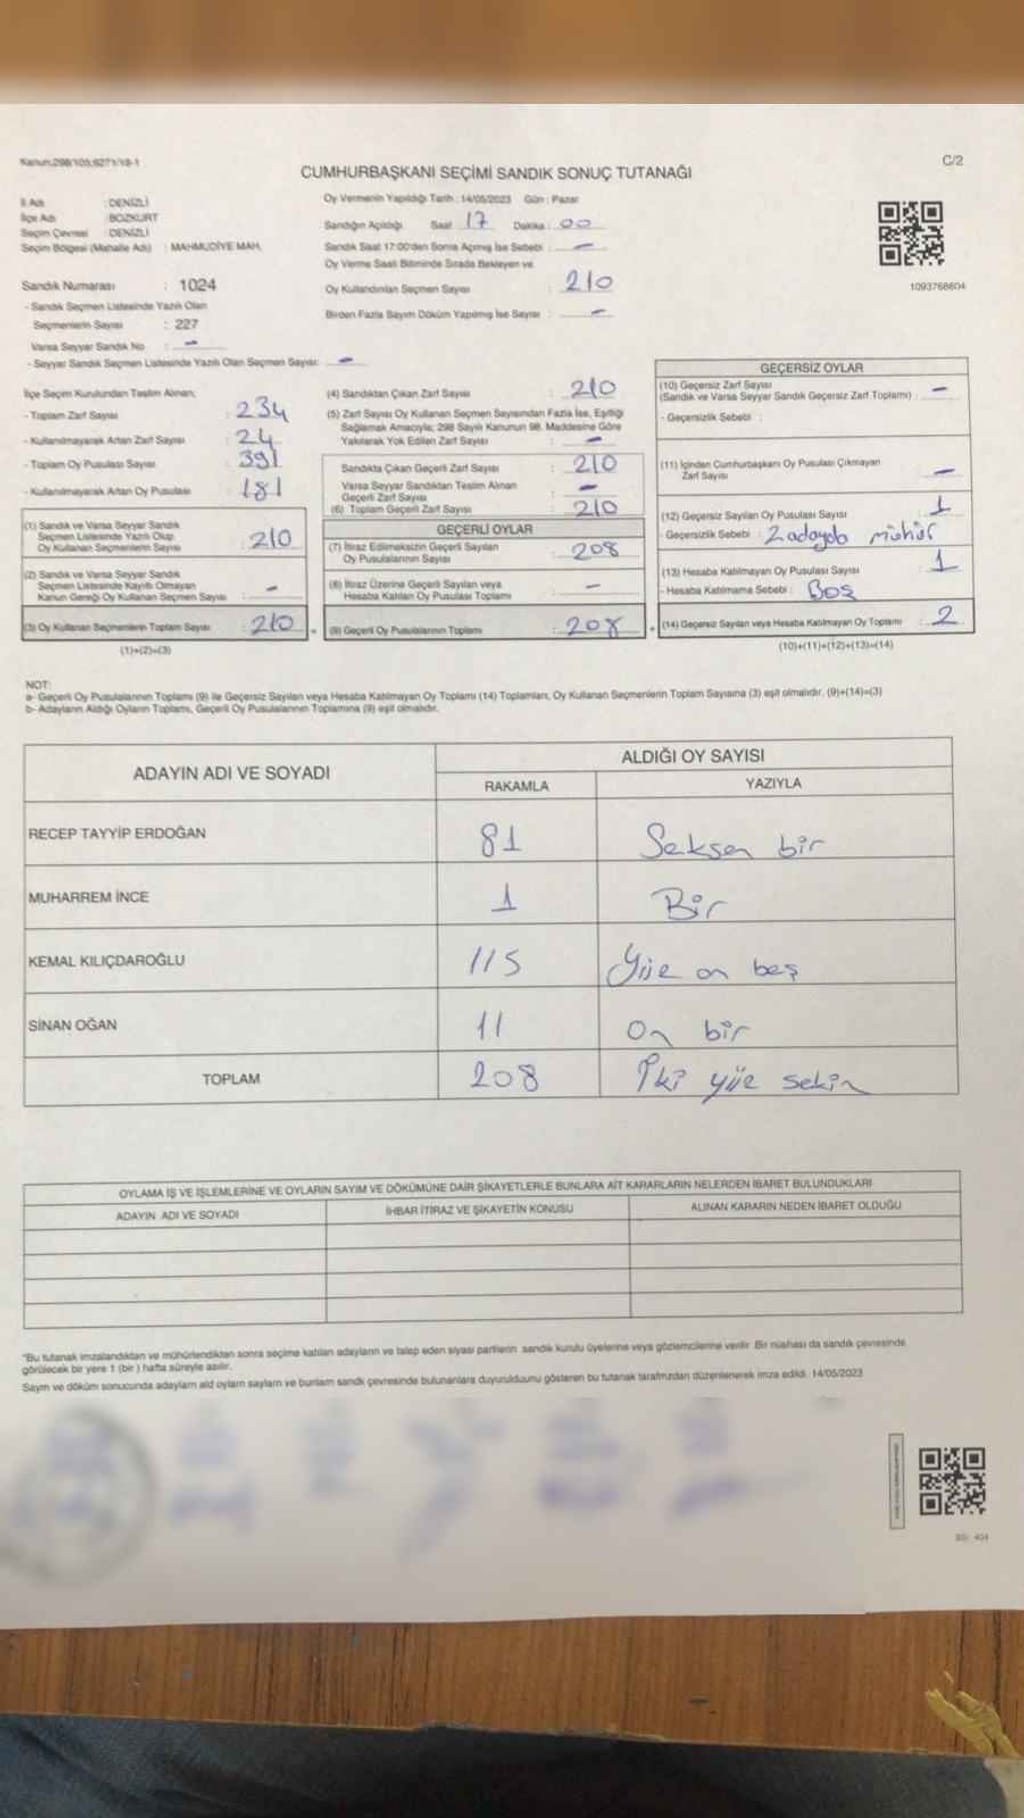 Kanun:298/105;6271/19-1
C/2
CUMHURBAŞKANI SEÇİMİ SANDIK SONUÇ TUTANAĞI
İl Adı : DENİZLİ
İlçe Adı : BOZKURT
Seçim Çevresi : DENİZLİ
Seçim Bölgesi (Mahalle Adı) : MAHMUDİYE MAH.
Oy Vermenin Yapıldığı Tarih : 14/05/2023 Gün : Pazar
Sandığın Açıldığı Saat 17 Dakika : 00
Sandık Saat 17:00'den Sonra Açılmış İse Sebebi : -
Oy Verme Saati Bitiminde Sırada Bekleyen ve
Oy Kullandırılan Seçmen Sayısı : 210
Birden Fazla Sayım Döküm Yapılmış İse Sayısı : -
1093768604
Sandık Numarası : 1024
- Sandık Seçmen Listesinde Yazılı Olan
Seçmenlerin Sayısı : 227
Varsa Seyyar Sandık No : -
- Seyyar Sandık Seçmen Listesinde Yazılı Olan Seçmen Sayısı: -
İlçe Seçim Kurulundan Teslim Alınan;
- Toplam Zarf Sayısı : 234
- Kullanılmayarak Artan Zarf Sayısı : 24
- Toplam Oy Pusulası Sayısı : 391
- Kullanılmayarak Artan Oy Pusulası : 181
(1) Sandık ve Varsa Seyyar Sandık
Seçmen Listesinde Yazılı Olup
Oy Kullanan Seçmenlerin Sayısı : 210
(2) Sandık ve Varsa Seyyar Sandık
Seçmen Listesinde Kayıtlı Olmayan
Kanun Gereği Oy Kullanan Seçmen Sayısı : -
(3) Oy Kullanan Seçmenlerin Toplam Sayısı : 210
(1)+(2)=(3)
(4) Sandıktan Çıkan Zarf Sayısı : 210
(5) Zarf Sayısı Oy Kullanan Seçmen Sayısından Fazla İse, Eşitliği
Sağlamak Amacıyla; 298 Sayılı Kanunun 98. Maddesine Göre
Yakılarak Yok Edilen Zarf Sayısı : -
Sandıkta Çıkan Geçerli Zarf Sayısı : 210
Varsa Seyyar Sandıktan Teslim Alınan
Geçerli Zarf Sayısı : -
(6) Toplam Geçerli Zarf Sayısı : 210
GEÇERLİ OYLAR
(7) İtiraz Edilmeksizin Geçerli Sayılan
Oy Pusulalarının Sayısı : 208
(8) İtiraz Üzerine Geçerli Sayılan veya
Hesaba Katılan Oy Pusulası Toplamı : -
(9) Geçerli Oy Pusulalarının Toplamı : 208
GEÇERSİZ OYLAR
(10) Geçersiz Zarf Sayısı
(Sandık ve Varsa Seyyar Sandık Geçersiz Zarf Toplamı) : -
- Geçersizlik Sebebi :
(11) İçinden Cumhurbaşkanı Oy Pusulası Çıkmayan
Zarf Sayısı : -
(12) Geçersiz Sayılan Oy Pusulası Sayısı : 1
- Geçersizlik Sebebi : 2 adayab mühür
(13) Hesaba Katılmayan Oy Pusulası Sayısı : 1
- Hesaba Katılmama Sebebi : Boş
(14) Geçersiz Sayılan veya Hesaba Katılmayan Oy Toplamı : 2
(10)+(11)+(12)+(13)=(14)
NOT:
a- Geçerli Oy Pusulalarının Toplamı (9) ile Geçersiz Sayılan veya Hesaba Katılmayan Oy Toplamı (14) Toplamları, Oy Kullanan Seçmenlerin Toplam Sayısına (3) eşit olmalıdır. (9)+(14)=(3)
b- Adayların Aldığı Oyların Toplamı, Geçerli Oy Pusulalarının Toplamına (9) eşit olmalıdır.
ADAYIN ADI VE SOYADI
ALDIĞI OY SAYISI
RAKAMLA YAZIYLA
RECEP TAYYİP ERDOĞAN 81 Seksen bir
MUHARREM İNCE 1 Bir
KEMAL KILIÇDAROĞLU 115 Yüz on beş
SİNAN OĞAN 11 On bir
TOPLAM 208 İki yüz sekiz
OYLAMA İŞ VE İŞLEMLERİNE VE OYLARIN SAYIM VE DÖKÜMÜNE DAİR ŞİKAYETLERLE BUNLARA AİT KARARLARIN NELERDEN İBARET BULUNDUKLARI
ADAYIN ADI VE SOYADI İHBAR İTİRAZ VE ŞİKAYETİN KONUSU ALINAN KARARIN NEDEN İBARET OLDUĞU
"Bu tutanak imzalandıktan ve mühürlendikten sonra seçime katılan adayların ve talep eden siyasi partilerin sandık kurulu üyelerine veya gözlemcilerine verilir. Bir nüshası da sandık çevresinde
görülecek bir yere 1 (bir) hafta süreyle asılır.
Sayım ve döküm sonucunda adayların aldı oyların sayların ve bunların sandık çevresinde bulunanlara duyurulduunu gösteren bu tutanak tarafımızdan düzenlenerek imza edildi. 14/05/2023